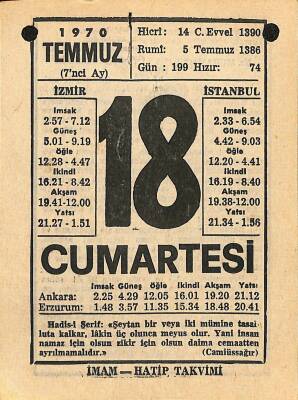 1970
TEMMUZ
(7'nci Ay)
Hicrî: 14 C. Evvel 1390
Rumî: 5 Temmuz 1386
Gün : 199 Hızır: 74
İZMİR
İmsak
2.57 - 7.12
Güneş
5.01 - 9.19
Öğle
12.28 - 4.47
İkindi
16.21 - 8.42
Akşam
19.41-12.00
Yatsı
21.27 - 1.51
18
İSTANBUL
İmsak
2.33 - 6.54
Güneş
4.42 - 9.03
Öğle
12.20 - 4.41
İkindi
16.19 - 8.40
Akşam
19.38-12.00
Yatsı
21.34 - 1.56
CUMARTESİ
İmsak Güneş Öğle İkindi Akşam Yatsı
Ankara: 2.25 4.29 12.05 16.01 19.20 21.12
Erzurum: 1.48 3.57 11.35 15.34 18.48 20.41
Hadis-i Şerif: «Şeytan bir veya iki mümine tasal
luta kalkar, lâkin üç olunca meyus olur. Yani insan
namaz için olsun zikir için olsun daima cemaatten
ayrılmamalıdır.» (Camiüssağır)
İMAM — HATİP TAKVİMİ